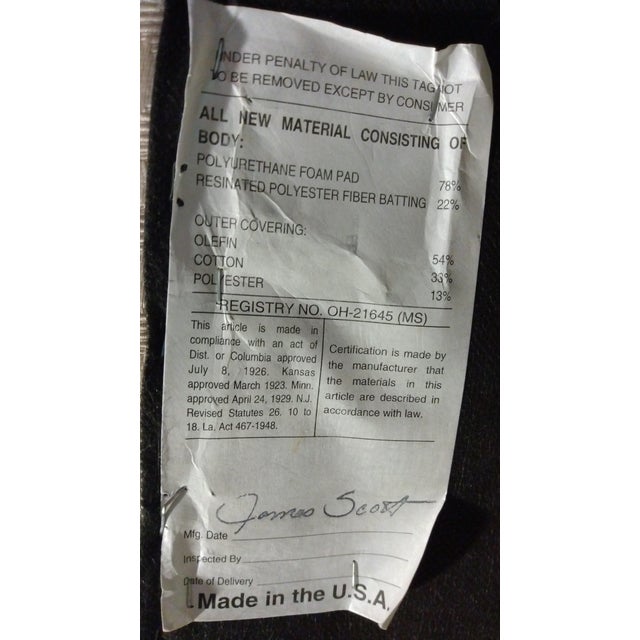 UNDER PENALTY OF LAW THIS TAG NOT
TO BE REMOVED EXCEPT BY CONSUMER
ALL NEW MATERIAL CONSISTING OF
BODY:
POLYURETHANE FOAM PAD 78%
RESINATED POLYESTER FIBER BATTING 22%
OUTER COVERING:
OLEFIN 54%
COTTON 33%
POLYESTER 13%
REGISTRY NO. OH-21645 (MS)
This article is made in
compliance with an act of
Dist. or Columbia approved
July 8, 1926. Kansas
approved March 1923. Minn.
approved April 24, 1929. N.J.
Revised Statutes 26. 10 to
18. La, Act 467-1948.
Certification is made by
the manufacturer that
the materials in this
article are described in
accordance with law.
James Scott
Mfg. Date
Inspected By
Date of Delivery
Made in the U.S.A.